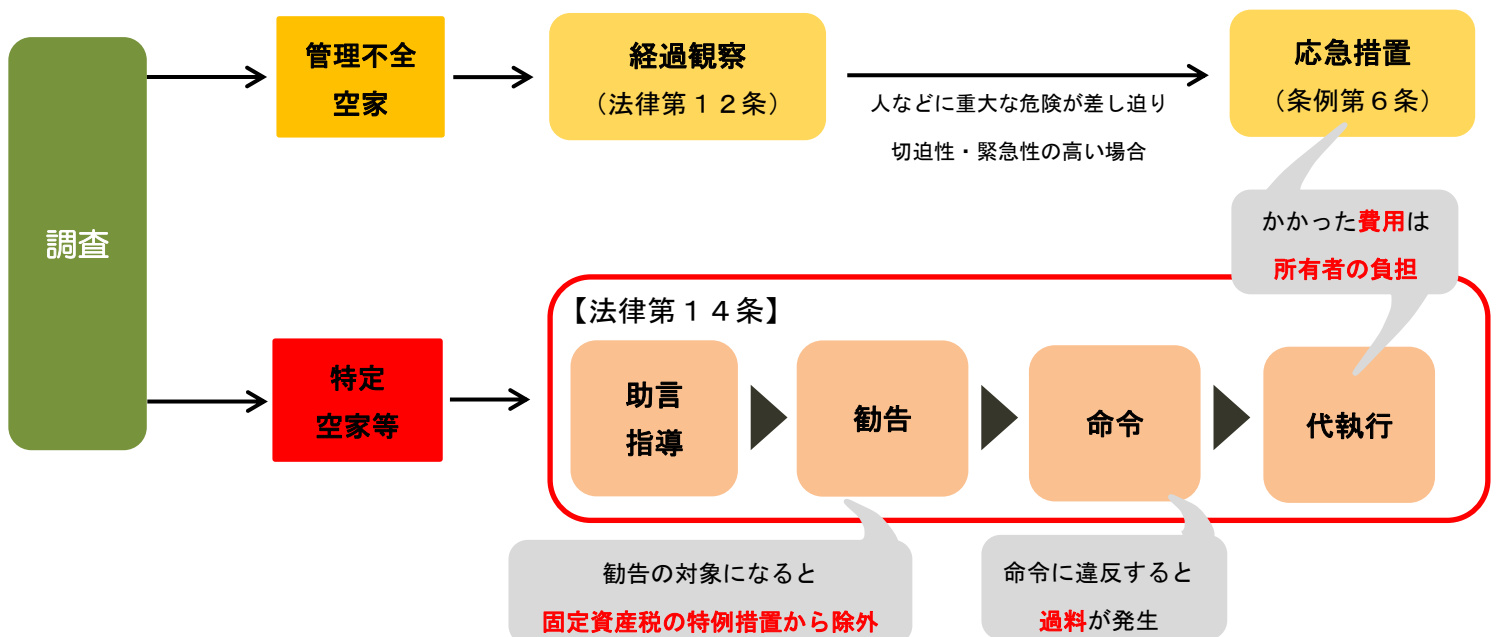 調査
管理不全
空家
経過観察
（法律第１２条）
人などに重大な危険が差し迫り
切迫性・緊急性の高い場合
応急措置
（条例第６条）
かかった費用は
所有者の負担
特定
空家等
【法律第１４条】
助言
指導
勧告
命令
代執行
勧告の対象になると
固定資産税の特例措置から除外
命令に違反すると
過料が発生